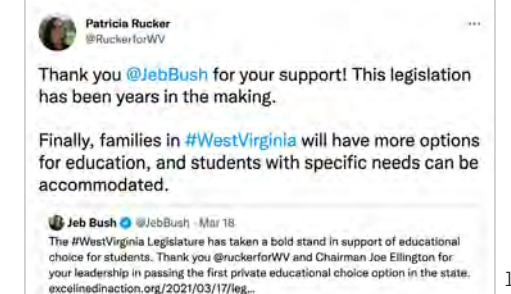 Patricia Rucker
@RuckerforWV
Thank you @JebBush for your support! This legislation
has been years in the making.
Finally, families in #WestVirginia will have more options
for education, and students with specific needs can be
accommodated.
Jeb Bush @JebBush · Mar 18
The #WestVirginia Legislature has taken a bold stand in support of educational
choice for students. Thank you @ruckerforWV and Chairman Joe Ellington for
your leadership in passing the first private educational choice option in the state.
excelinedinaction.org/2021/03/17/leg...